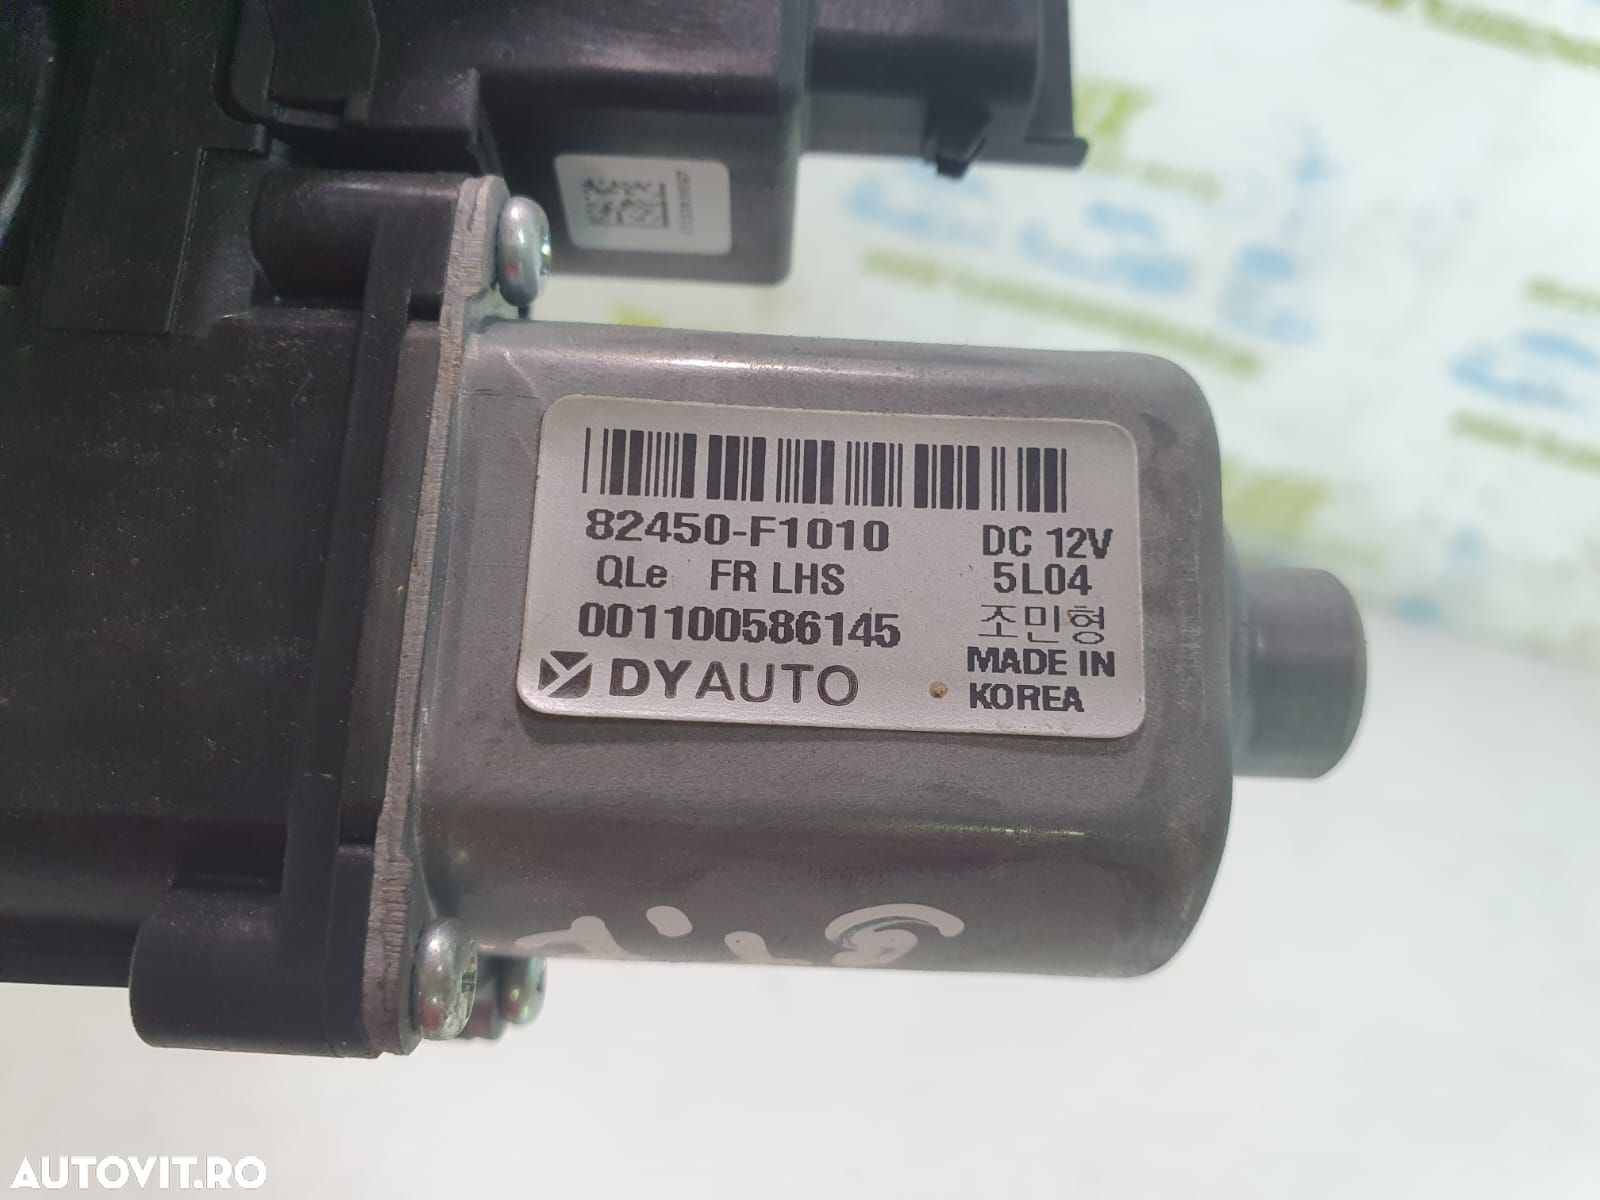 82450-F1010
DC 12V
QLe FR LHS
5L04
001100586145
조민형
MADE IN
KOREA
DYAUTO
AUTOVIT.RO